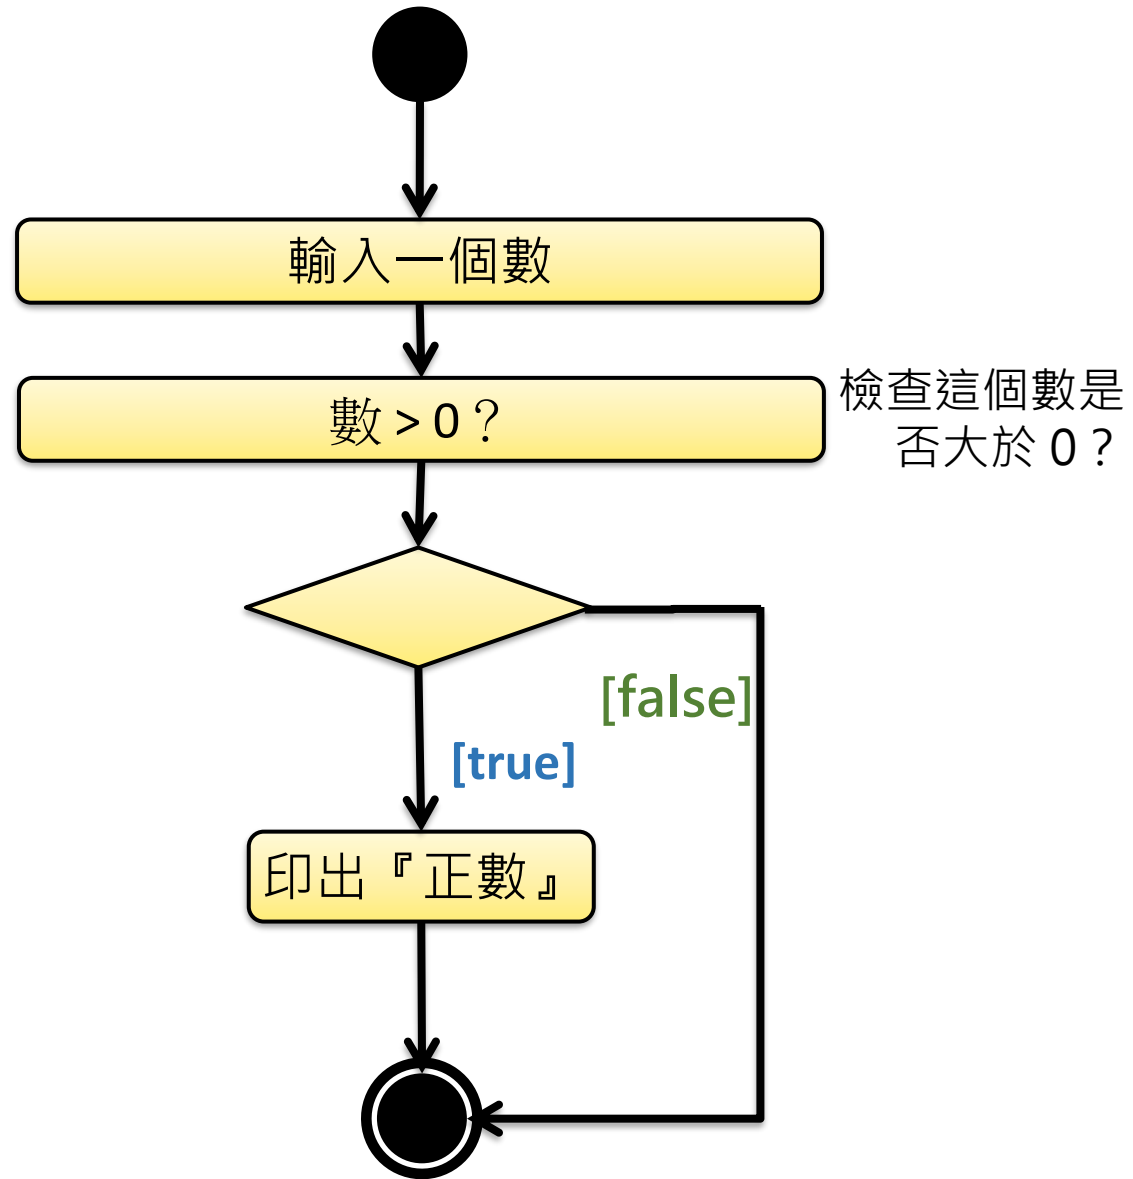 輸入一個數
數 > 0？
檢查這個數是
否大於 0？
[false]
[true]
印出『正數』